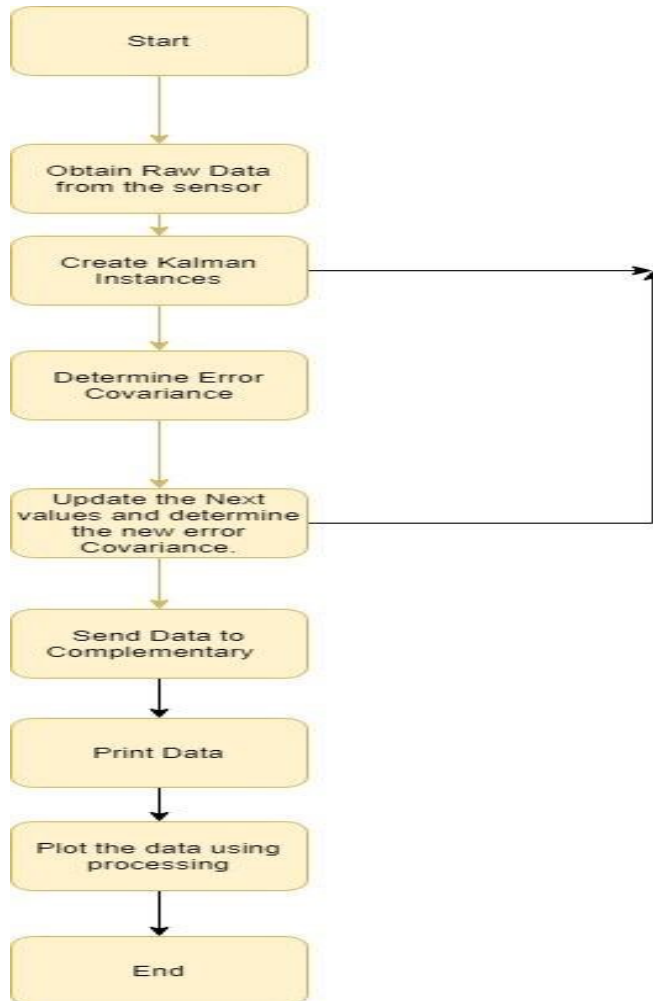 Start
Obtain Raw Data
from the sensor
Create Kalman
Instances
Determine Error
Covariance
Update the Next
values and determine
the new error
Covariance.
Send Data to
Complementary
Print Data
Plot the data using
processing
End